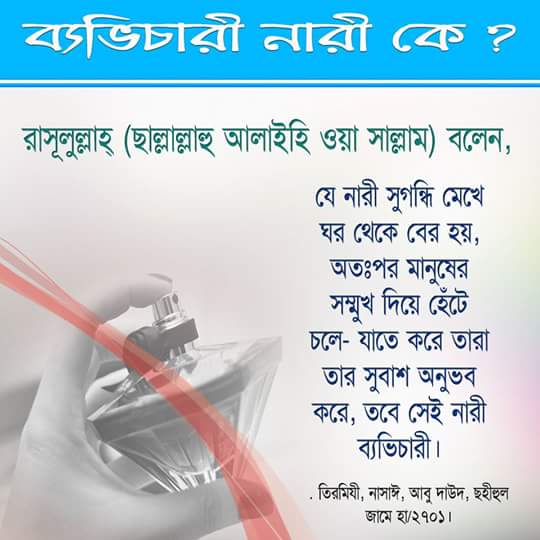 ব্যভিচারী নারী কে ?
রাসূলুল্লাহ্ (ছাল্লাল্লাহু আলাইহি ওয়া সাল্লাম) বলেন,
যে নারী সুগন্ধি মেখে
ঘর থেকে বের হয়,
অতঃপর মানুষের
সম্মুখ দিয়ে হেঁটে
চলে- যাতে করে তারা
তার সুবাশ অনুভব
করে, তবে সেই নারী
ব্যভিচারী।
. তিরমিযী, নাসাঈ, আবু দাউদ, ছহীহুল
জামে হা/২৭০১।